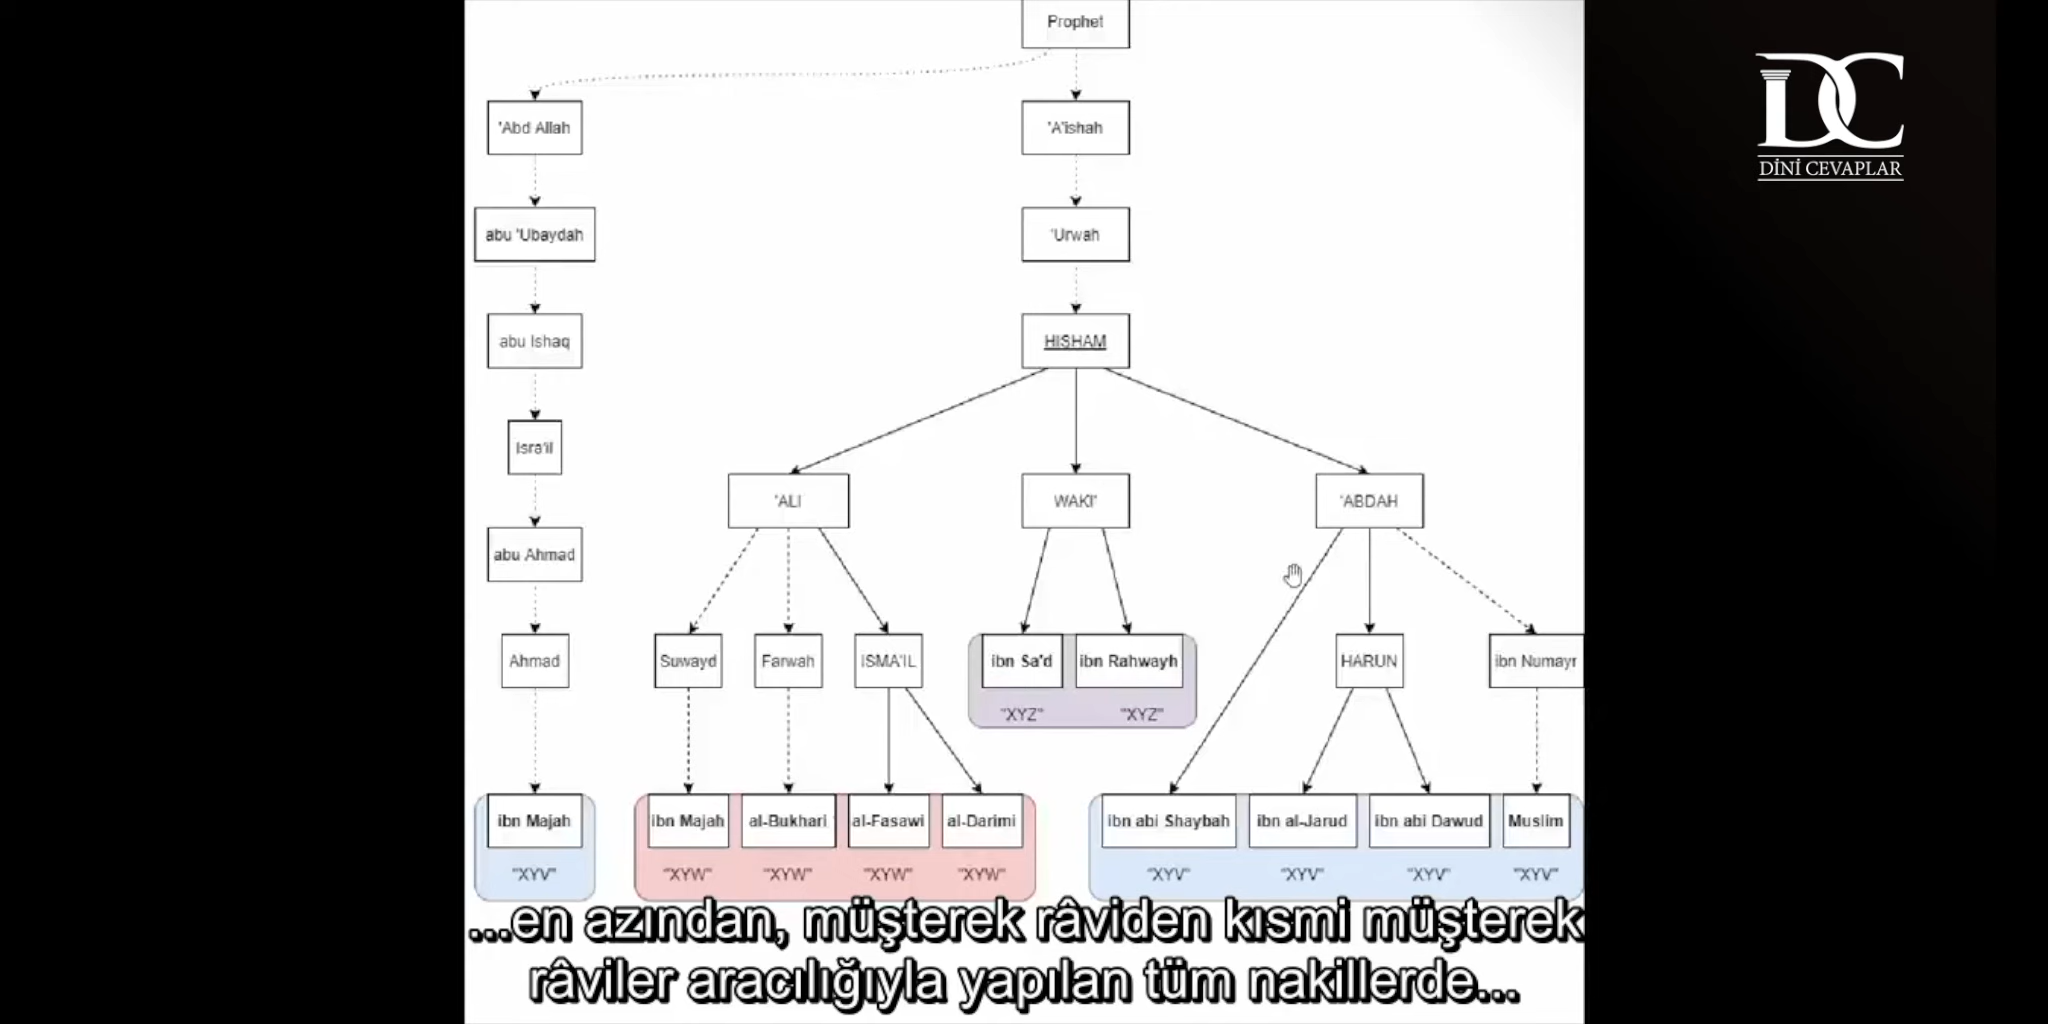 Prophet
DC
DİNİ CEVAPLAR
'Abd Allah
'A'ishah
abu 'Ubaydah
'Urwah
abu Ishaq
HISHAM
Isra'il
'ALI
WAKI'
'ABDAH
abu Ahmad
Ahmad
Suwayd
Farwah
ISMA'IL
ibn Sa'd
ibn Rahwayh
HARUN
ibn Numayr
"XYZ"
"XYZ"
ibn Majah
ibn Majah
al-Bukhari
al-Fasawi
al-Darimi
ibn abi Shaybah
ibn al-Jarud
ibn abi Dawud
Muslim
"XYV"
"XYW"
"XYW"
"XYW"
"XYW"
"XYV"
"XYV"
"XYV"
"XYV"
...en azından, müşterek râviden kısmi müşterek
râviler aracılığıyla yapılan tüm nakillerde...